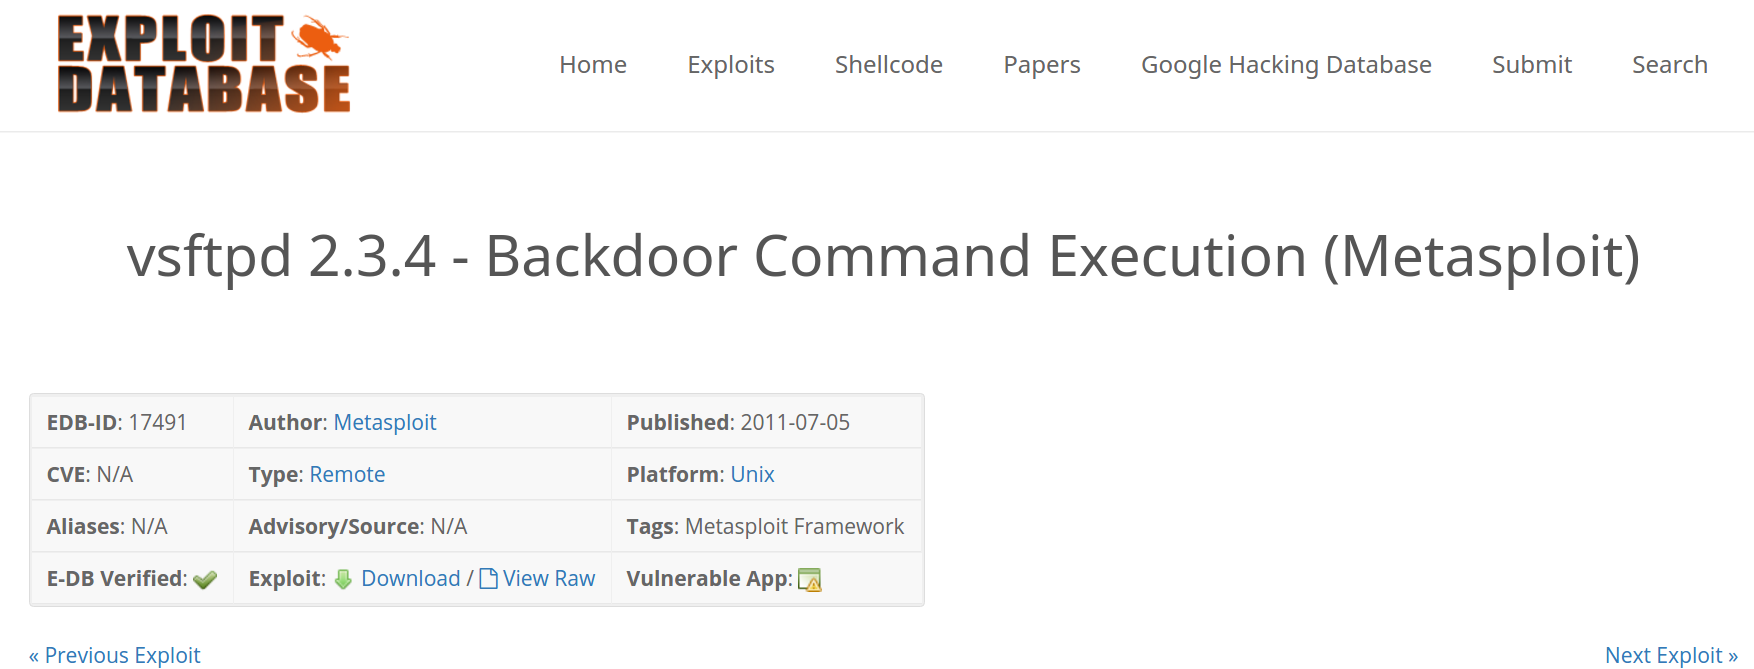 EXPLOIT
DATABASE
Home Exploits Shellcode Papers Google Hacking Database Submit Search
vsftpd 2.3.4 - Backdoor Command Execution (Metasploit)
EDB-ID: 17491 Author: Metasploit Published: 2011-07-05
CVE: N/A Type: Remote Platform: Unix
Aliases: N/A Advisory/Source: N/A Tags: Metasploit Framework
E-DB Verified: Exploit: Download / View Raw Vulnerable App:
« Previous Exploit Next Exploit »